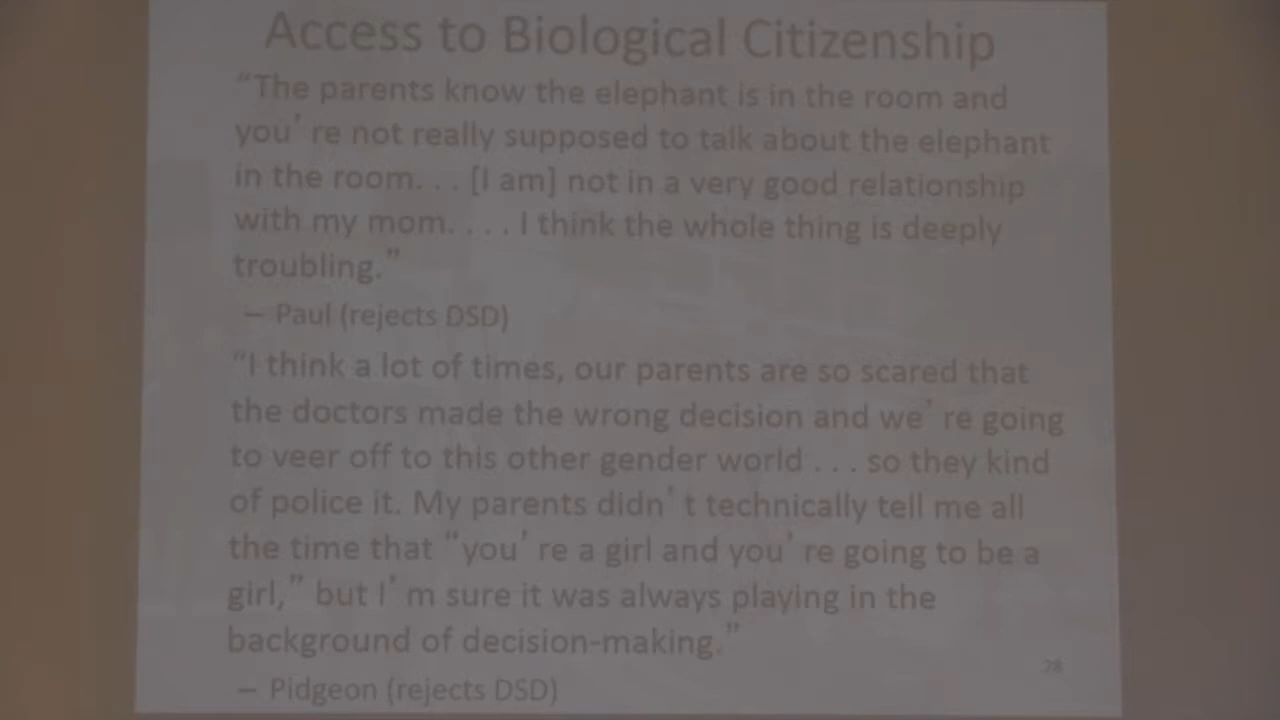 Access to Biological Citizenship
“The parents know the elephant is in the room and
you’re not really supposed to talk about the elephant
in the room. . . [I am] not in a very good relationship
with my mom. . . . I think the whole thing is deeply
troubling.”
– Paul (rejects DSD)
“I think a lot of times, our parents are so scared that
the doctors made the wrong decision and we’re going
to veer off to this other gender world . . . so they kind
of police it. My parents didn’t technically tell me all
the time that “you’re a girl and you’re going to be a
girl,” but I’m sure it was always playing in the
background of decision-making.”
28
– Pidgeon (rejects DSD)